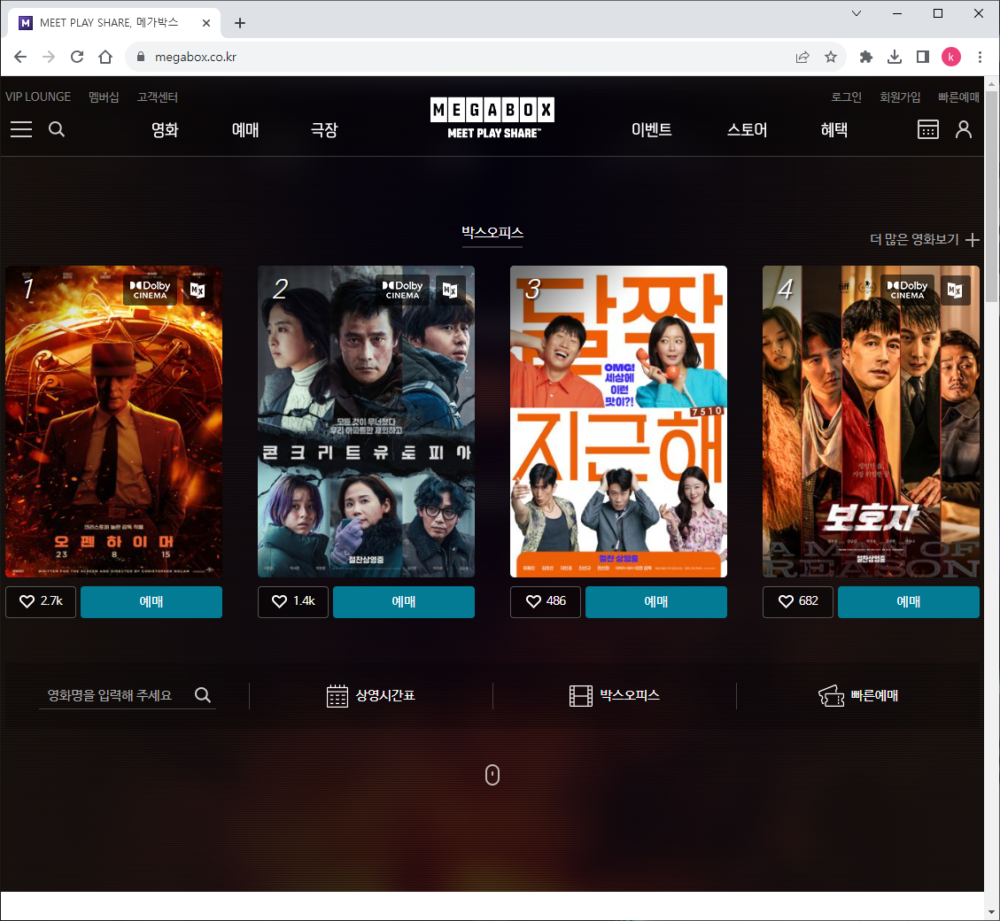 MEET PLAY SHARE, 메가박스
megabox.co.kr
k
VIP LOUNGE 멤버십 고객센터
로그인 회원가입 빠른예매
영화 예매 극장
MEGABOX
MEET PLAY SHARE
이벤트 스토어 혜택
박스오피스
더 많은 영화보기
1
Dolby CINEMA MX
크리스토퍼 놀란 감독 작품
오펜하이머
23 8 15
WRITTEN FOR THE SCREEN AND DIRECTED BY CHRISTOPHER NOLAN
2
Dolby CINEMA MX
모든 것이 무너졌다
우리 아파트만 제외하고
콘크리트 유토피아
절찬상영중
3
달짝
OMG!
세상에
이런
맛이?!
7510
지근해
절찬 상영중
4
Dolby CINEMA MX
tiff
평범한 삶,
가장 위험한 꿈
보호자
A MAN OF
REASON
절찬상영중
2.7k 예매
1.4k 예매
486 예매
682 예매
영화명을 입력해 주세요
상영시간표
박스오피스
빠른예매